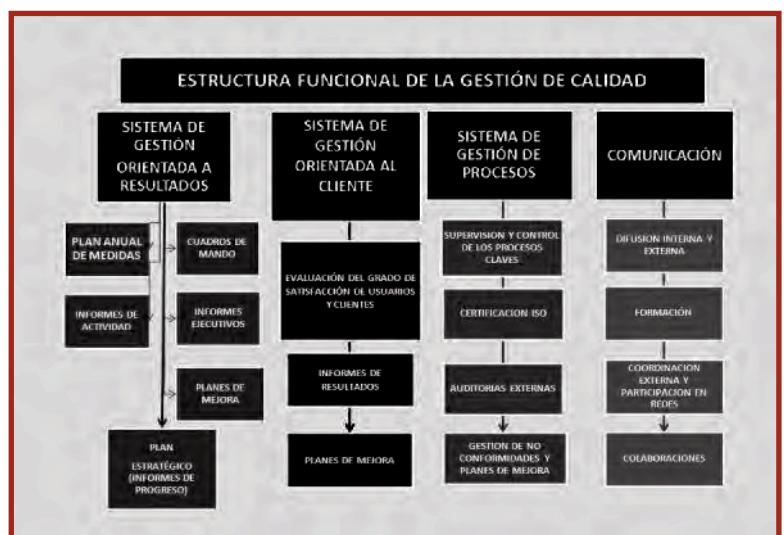 ESTRUCTURA FUNCIONAL DE LA GESTIÓN DE CALIDAD
SISTEMA DE
GESTIÓN
ORIENTADA A
RESULTADOS
PLAN ANUAL
DE MEDIDAS
CUADROS DE
MANDO
INFORMES DE
ACTIVIDAD
INFORMES
EJECUTIVOS
PLANES DE
MEJORA
PLAN
ESTRATÉGICO
(INFORMES DE
PROGRESO)
SISTEMA DE
GESTIÓN
ORIENTADA AL
CLIENTE
EVALUACIÓN DEL GRADO DE
SATISFACCIÓN DE USUARIOS
Y CLIENTES
INFORMES DE
RESULTADOS
PLANES DE MEJORA
SISTEMA DE
GESTIÓN DE
PROCESOS
SUPERVISION Y CONTROL
DE LOS PROCESOS
CLAVES
CERTIFICACION ISO
AUDITORIAS EXTERNAS
GESTION DE NO
CONFORMIDADES Y
PLANES DE MEJORA
COMUNICACIÓN
DIFUSION INTERNA Y
EXTERNA
FORMACIÓN
COORDINACION
EXTERNA Y
PARTICIPACION EN
REDES
COLABORACIONES